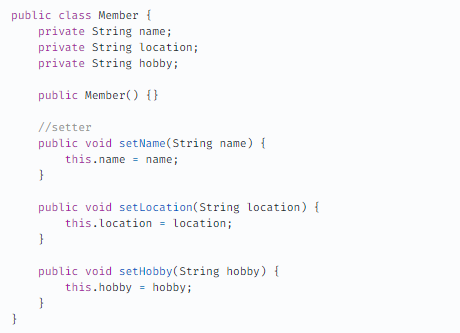 public class Member {
    private String name;
    private String location;
    private String hobby;

    public Member() {}

    //setter
    public void setName(String name) {
        this.name = name;
    }

    public void setLocation(String location) {
        this.location = location;
    }

    public void setHobby(String hobby) {
        this.hobby = hobby;
    }
}